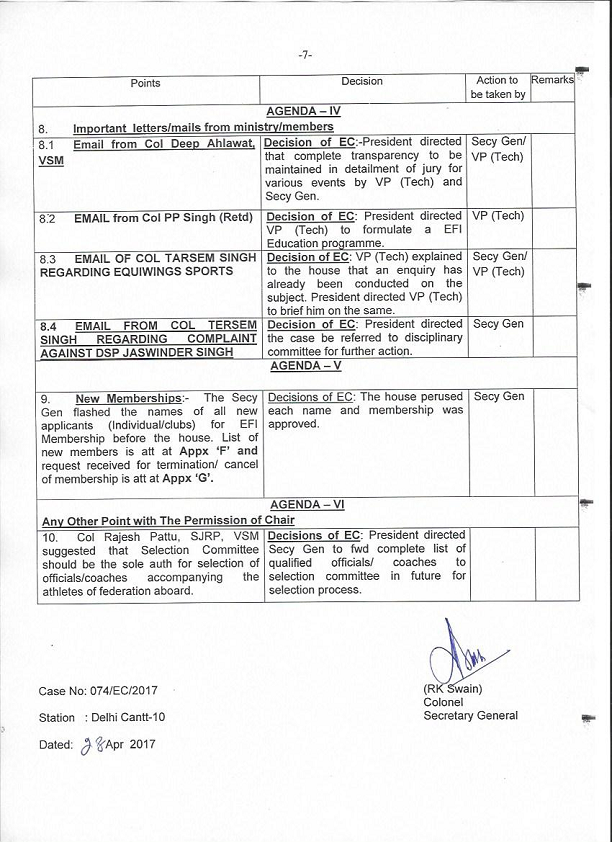 -7-
Points Decision Action to be taken by Remarks
AGENDA – IV
8. Important letters/mails from ministry/members
8.1 Email from Col Deep Ahlawat,
VSM
Decision of EC:-President directed
that complete transparency to be
maintained in detailment of jury for
various events by VP (Tech) and
Secy Gen.
Secy Gen/
VP (Tech)
8.2 EMAIL from Col PP Singh (Retd)
Decision of EC: President directed
VP (Tech) to formulate a EFI
Education programme.
VP (Tech)
8.3 EMAIL OF COL TARSEM SINGH
REGARDING EQUIWINGS SPORTS
Decision of EC: VP (Tech) explained
to the house that an enquiry has
already been conducted on the
subject. President directed VP (Tech)
to brief him on the same.
Secy Gen/
VP (Tech)
8.4 EMAIL FROM COL TERSEM
SINGH REGARDING COMPLAINT
AGAINST DSP JASWINDER SINGH
Decision of EC: President directed
the case be referred to disciplinary
committee for further action.
Secy Gen
AGENDA – V
9. New Memberships:- The Secy
Gen flashed the names of all new
applicants (Individual/clubs) for EFI
Membership before the house. List of
new members is att at Appx ‘F’ and
request received for termination/ cancel
of membership is att at Appx ‘G’.
Decisions of EC: The house perused
each name and membership was
approved.
Secy Gen
AGENDA – VI
Any Other Point with The Permission of Chair
10. Col Rajesh Pattu, SJRP, VSM
suggested that Selection Committee
should be the sole auth for selection of
officials/coaches accompanying the
athletes of federation aboard.
Decisions of EC: President directed
Secy Gen to fwd complete list of
qualified officials/ coaches to
selection committee in future for
selection process.
(RK Swain)
Colonel
Secretary General
Case No: 074/EC/2017
Station : Delhi Cantt-10
Dated: 28 Apr 2017